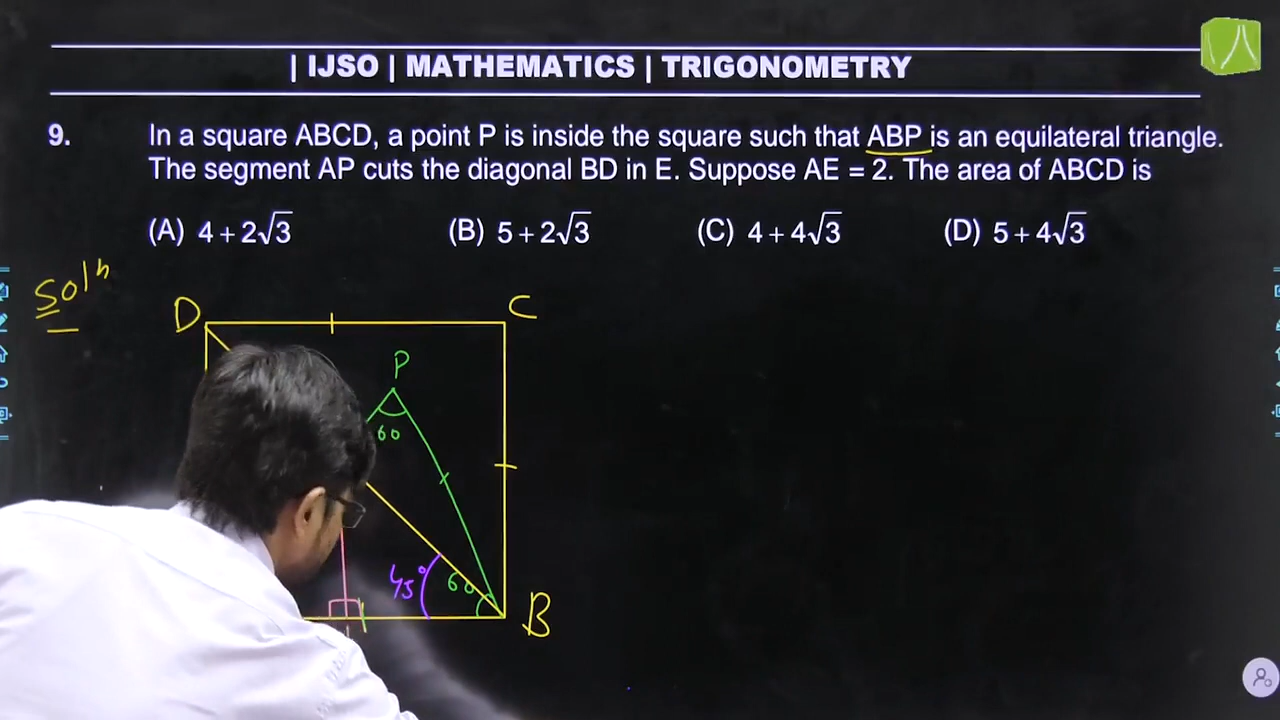 | IJSO | MATHEMATICS | TRIGONOMETRY
9. In a square ABCD, a point P is inside the square such that ABP is an equilateral triangle.
The segment AP cuts the diagonal BD in E. Suppose AE = 2. The area of ABCD is
(A) 4 + 2√3 (B) 5 + 2√3 (C) 4 + 4√3 (D) 5 + 4√3
Solⁿ
D C
P
60
45° 60
B